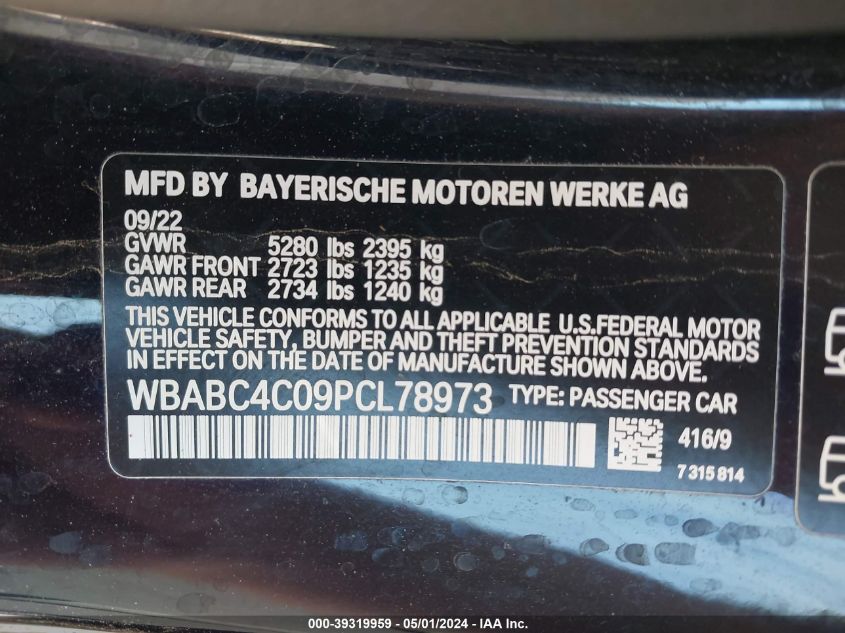 MFD BY BAYERISCHE MOTOREN WERKE AG
09/22
GVWR 5280 lbs 2395 kg
GAWR FRONT 2723 lbs 1235 kg
GAWR REAR 2734 lbs 1240 kg
THIS VEHICLE CONFORMS TO ALL APPLICABLE U.S.FEDERAL MOTOR
VEHICLE SAFETY, BUMPER AND THEFT PREVENTION STANDARDS
IN EFFECT ON THE DATE OF MANUFACTURE SHOWN ABOVE.
WBABC4C09PCL78973 TYPE: PASSENGER CAR
416/9
7315814
000-39319959 - 05/01/2024 - IAA Inc.